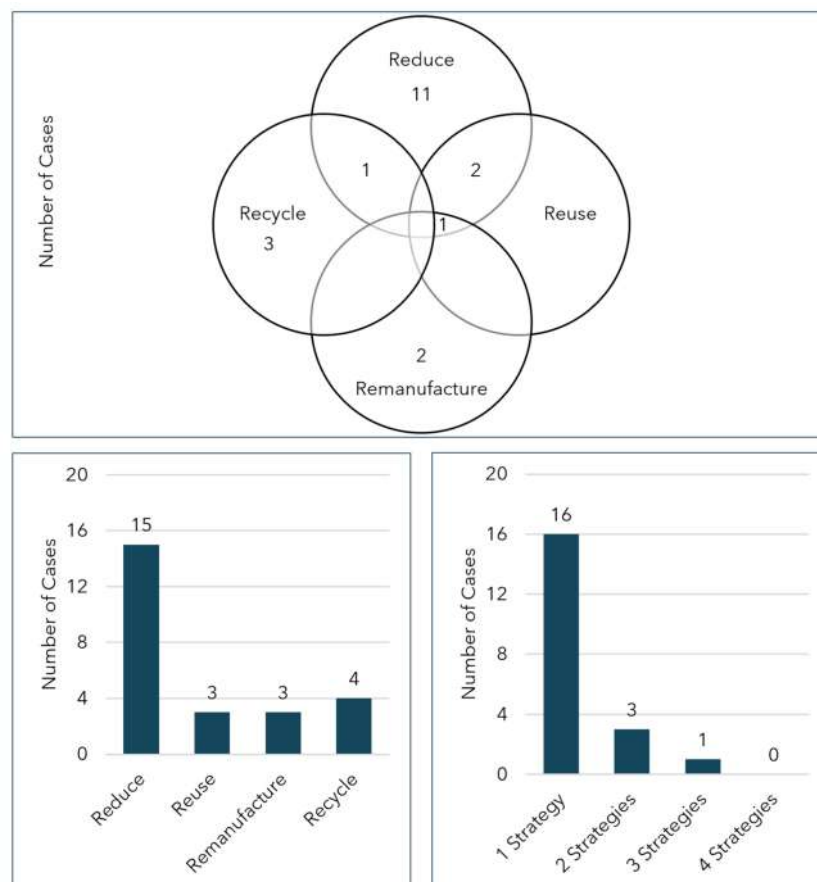 Number of Cases
Reduce
11
1
2
Recycle
3
1
Reuse
2
Remanufacture
Number of Cases
20
16
12
8
4
0
15
3
3
4
Reduce
Reuse
Remanufacture
Recycle
Number of Cases
20
16
12
8
4
0
16
3
1
0
1 Strategy
2 Strategies
3 Strategies
4 Strategies